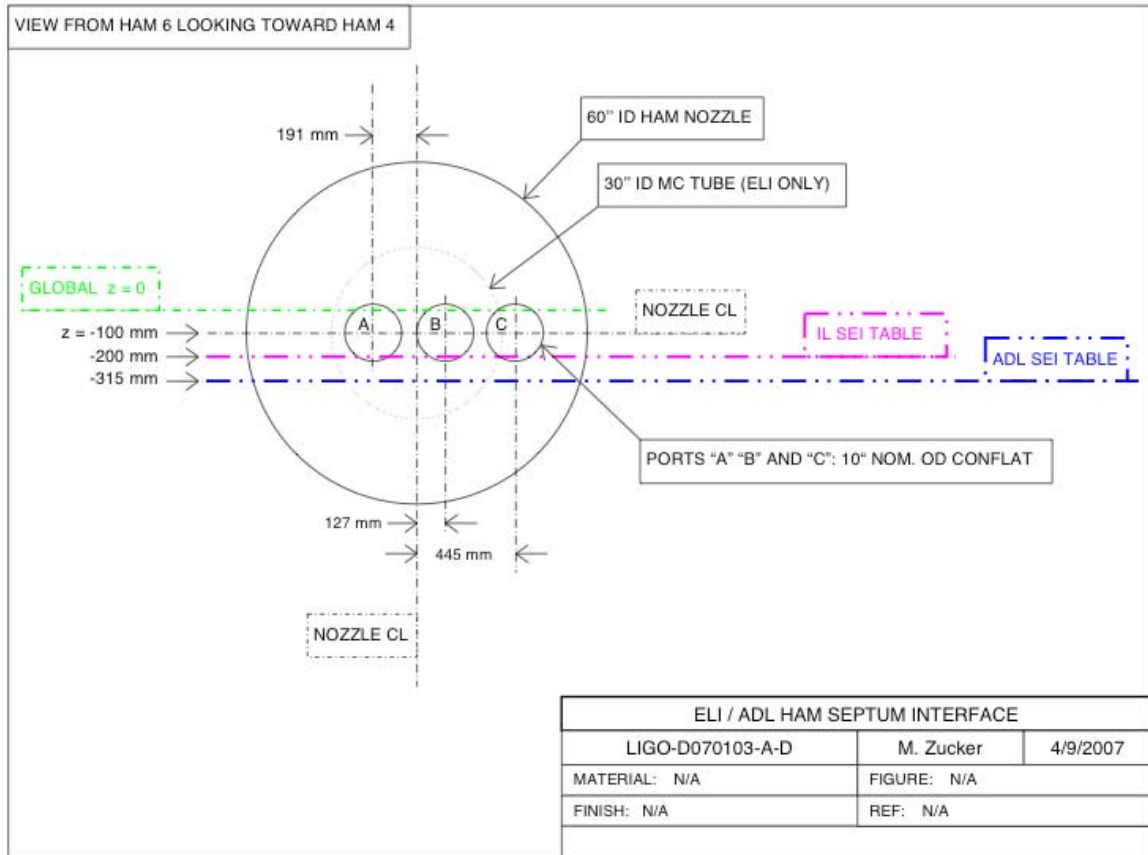 VIEW FROM HAM 6 LOOKING TOWARD HAM 4
60” ID HAM NOZZLE
191 mm
30” ID MC TUBE (ELI ONLY)
GLOBAL z = 0
NOZZLE CL
A
B
C
z = -100 mm
IL SEI TABLE
-200 mm
ADL SEI TABLE
-315 mm
PORTS “A” “B” AND “C”: 10“ NOM. OD CONFLAT
127 mm
445 mm
NOZZLE CL
ELI / ADL HAM SEPTUM INTERFACE
LIGO-D070103-A-D
M. Zucker
4/9/2007
MATERIAL: N/A
FIGURE: N/A
FINISH: N/A
REF: N/A